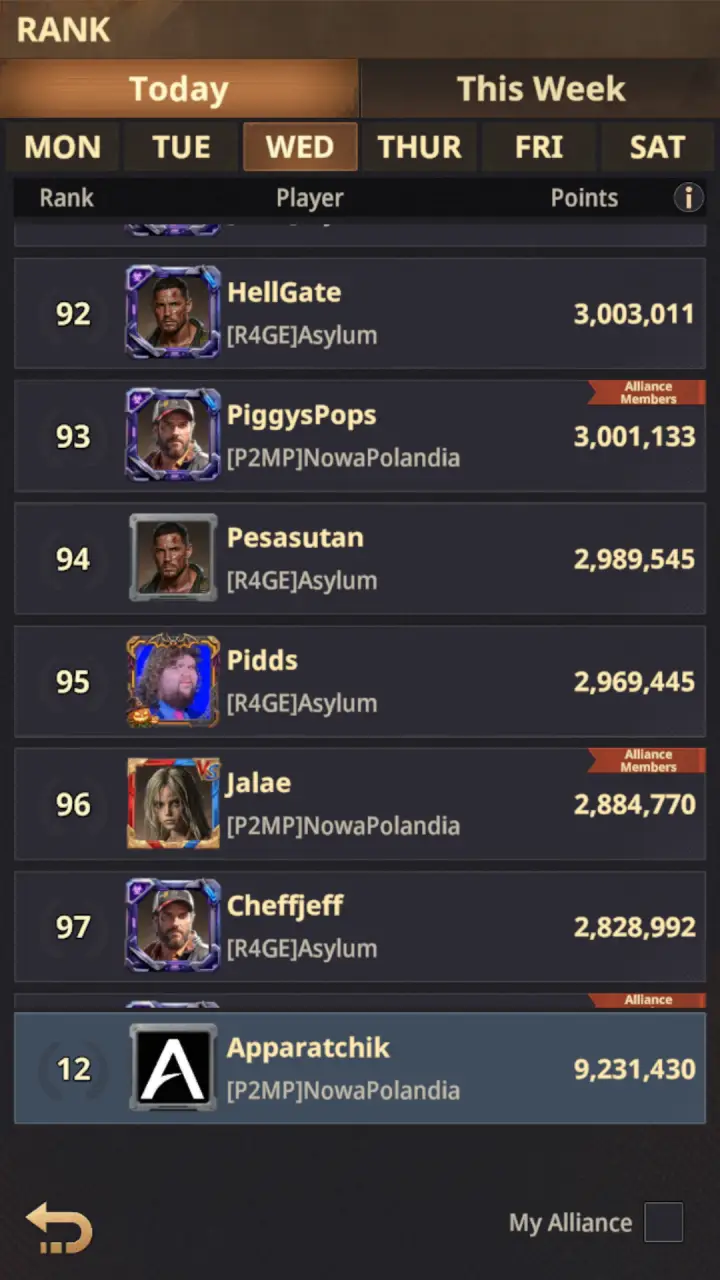 RANK
Today
This Week
MON
TUE
WED
THUR
FRI
SAT
Rank
Player
Points
92
HellGate
[R4GE]Asylum
3,003,011
93
PiggysPops
[P2MP]NowaPolandia
Alliance
Members
3,001,133
94
Pesasutan
[R4GE]Asylum
2,989,545
95
Pidds
[R4GE]Asylum
2,969,445
96
VS
Jalae
[P2MP]NowaPolandia
Alliance
Members
2,884,770
97
Cheffjeff
[R4GE]Asylum
2,828,992
Alliance
12
Apparatchik
[P2MP]NowaPolandia
9,231,430
My Alliance